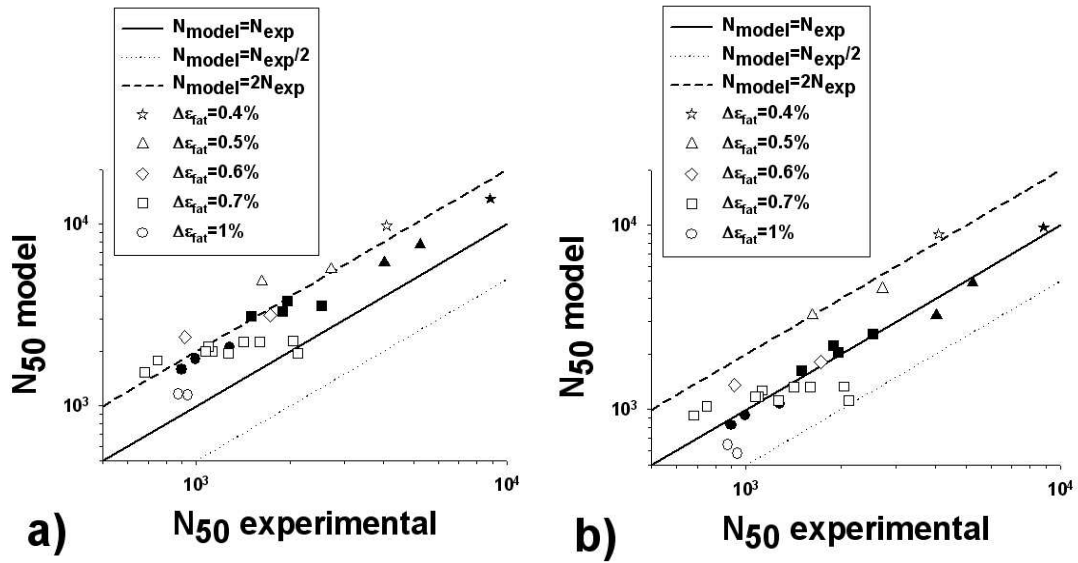 N_model=N_exp
N_model=N_exp/2
N_model=2N_exp
Δε_fat=0.4%
Δε_fat=0.5%
Δε_fat=0.6%
Δε_fat=0.7%
Δε_fat=1%
10^4
10^3
N_50 model
10^3 10^4
N_50 experimental
a)
N_model=N_exp
N_model=N_exp/2
N_model=2N_exp
Δε_fat=0.4%
Δε_fat=0.5%
Δε_fat=0.6%
Δε_fat=0.7%
Δε_fat=1%
10^4
10^3
N_50 model
10^3 10^4
N_50 experimental
b)